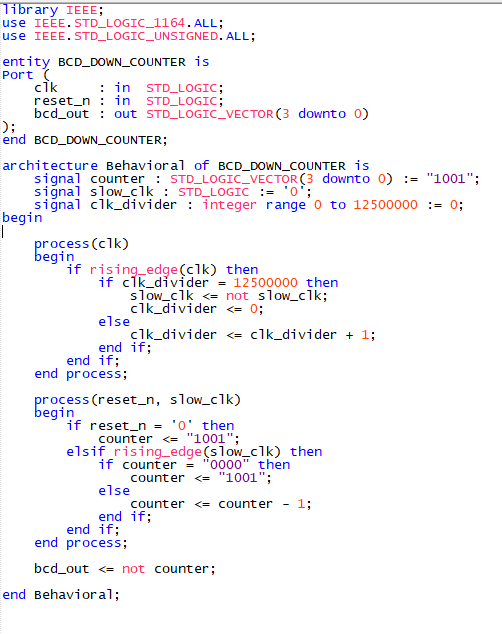 library IEEE;
use IEEE.STD_LOGIC_1164.ALL;
use IEEE.STD_LOGIC_UNSIGNED.ALL;

entity BCD_DOWN_COUNTER is
Port (
    clk     : in  STD_LOGIC;
    reset_n : in  STD_LOGIC;
    bcd_out : out STD_LOGIC_VECTOR(3 downto 0)
);
end BCD_DOWN_COUNTER;

architecture Behavioral of BCD_DOWN_COUNTER is
    signal counter : STD_LOGIC_VECTOR(3 downto 0) := "1001";
    signal slow_clk : STD_LOGIC := '0';
    signal clk_divider : integer range 0 to 12500000 := 0;
begin

    process(clk)
    begin
        if rising_edge(clk) then
            if clk_divider = 12500000 then
                slow_clk <= not slow_clk;
                clk_divider <= 0;
            else
                clk_divider <= clk_divider + 1;
            end if;
        end if;
    end process;

    process(reset_n, slow_clk)
    begin
        if reset_n = '0' then
            counter <= "1001";
        elsif rising_edge(slow_clk) then
            if counter = "0000" then
                counter <= "1001";
            else
                counter <= counter - 1;
            end if;
        end if;
    end process;

    bcd_out <= not counter;

end Behavioral;